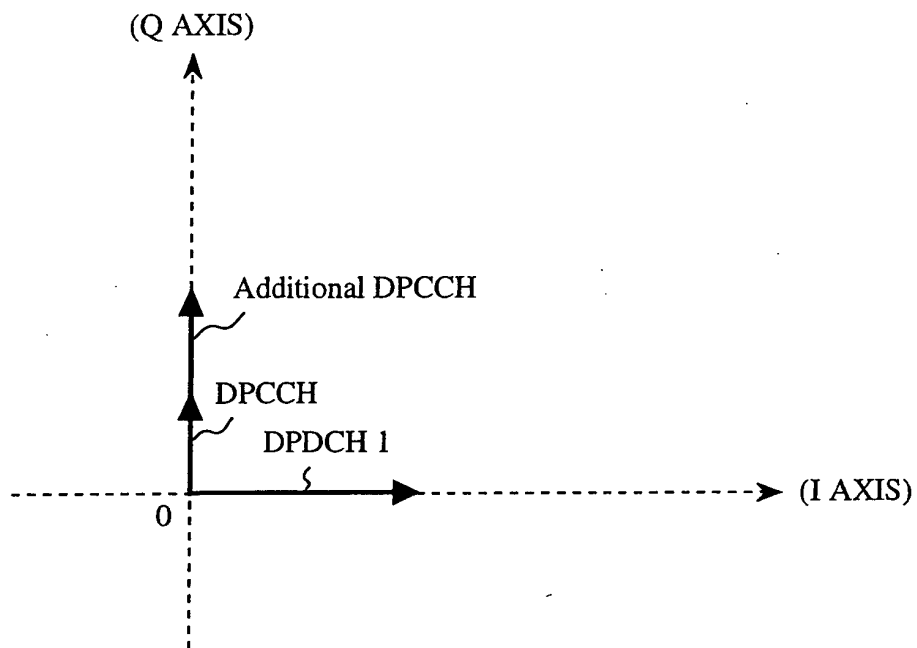 (Q AXIS)
Additional DPCCH
DPCCH
DPDCH 1
(I AXIS)
0